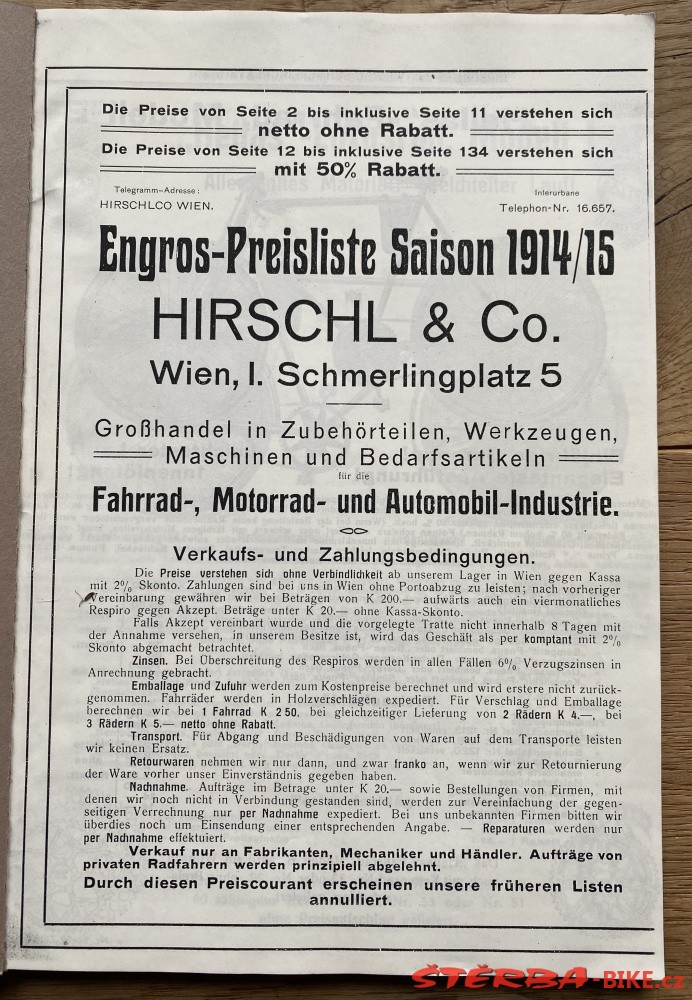 Die Preise von Seite 2 bis inklusive Seite 11 verstehen sich
netto ohne Rabatt.
Die Preise von Seite 12 bis inklusive Seite 134 verstehen sich
mit 50% Rabatt.
Telegramm-Adresse:
HIRSCHLCO WIEN.
Interurbane
Telephon-Nr. 16.657.
Engros-Preisliste Saison 1914/15
HIRSCHL & Co.
Wien, I. Schmerlingplatz 5
Großhandel in Zubehörteilen, Werkzeugen,
Maschinen und Bedarfsartikeln
für die
Fahrrad-, Motorrad- und Automobil-Industrie.
Verkaufs- und Zahlungsbedingungen.
Die Preise verstehen sich ohne Verbindlichkeit ab unserem Lager in Wien gegen Kassa
mit 2% Skonto. Zahlungen sind bei uns in Wien ohne Portoabzug zu leisten; nach vorheriger
Vereinbarung gewähren wir bei Beträgen von K 200.— aufwärts auch ein viermonatliches
Respiro gegen Akzept. Beträge unter K 20.— ohne Kassa-Skonto.
Falls Akzept vereinbart wurde und die vorgelegte Tratte nicht innerhalb 8 Tagen mit
der Annahme versehen, in unserem Besitze ist, wird das Geschäft als per komptant mit 2%
Skonto abgemacht betrachtet.
Zinsen. Bei Überschreitung des Respiros werden in allen Fällen 6% Verzugszinsen in
Anrechnung gebracht.
Emballage und Zufuhr werden zum Kostenpreise berechnet und wird erstere nicht zurück-
genommen. Fahrräder werden in Holzverschlägen expediert. Für Verschlag und Emballage
berechnen wir bei 1 Fahrrad K 2 50, bei gleichzeitiger Lieferung von 2 Rädern K 4.—, bei
3 Rädern K 5.— netto ohne Rabatt.
Transport. Für Abgang und Beschädigungen von Waren auf dem Transporte leisten
wir keinen Ersatz.
Retourwaren nehmen wir nur dann, und zwar franko an, wenn wir zur Retournierung
der Ware vorher unser Einverständnis gegeben haben.
Nachnahme. Aufträge im Betrage unter K 20.— sowie Bestellungen von Firmen, mit
denen wir noch nicht in Verbindung gestanden sind, werden zur Vereinfachung der gegen-
seitigen Verrechnung nur per Nachnahme expediert. Bei uns unbekannten Firmen bitten wir
überdies noch um Einsendung einer entsprechenden Angabe. — Reparaturen werden nur
per Nachnahme effektuiert.
Verkauf nur an Fabrikanten, Mechaniker und Händler. Aufträge von
privaten Radfahrern werden prinzipiell abgelehnt.
Durch diesen Preiscourant erscheinen unsere früheren Listen
annulliert.
ŠTĚRBA-BIKE.cz